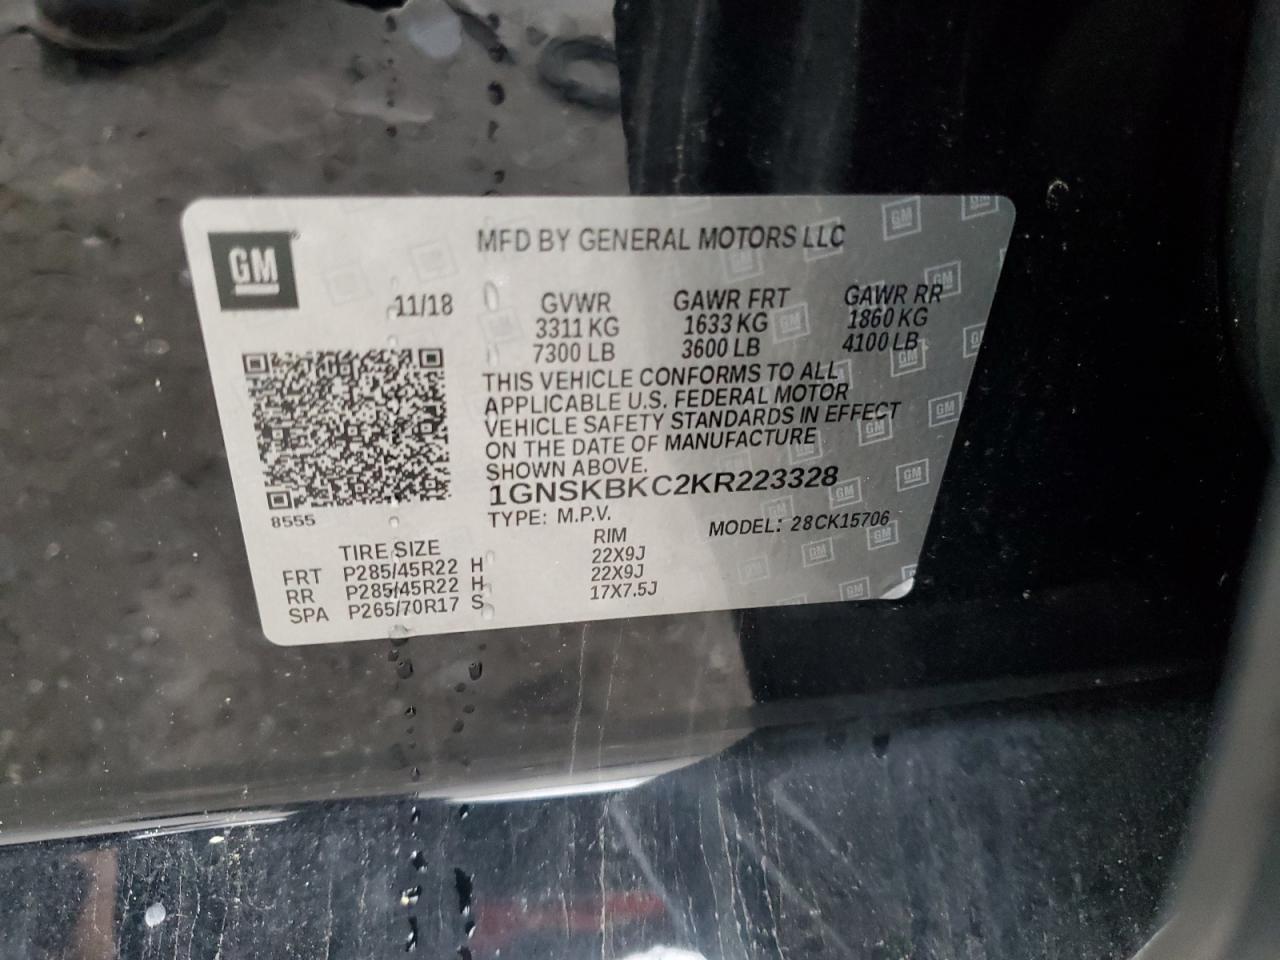 GM
MFD BY GENERAL MOTORS LLC
11/18 GVWR GAWR FRT GAWR RR
3311 KG 1633 KG 1860 KG
7300 LB 3600 LB 4100 LB
THIS VEHICLE CONFORMS TO ALL
APPLICABLE U.S. FEDERAL MOTOR
VEHICLE SAFETY STANDARDS IN EFFECT
ON THE DATE OF MANUFACTURE
SHOWN ABOVE.
1GNSKBKC2KR223328
8555
TYPE: M.P.V. MODEL: 28CK15706
TIRE SIZE RIM
FRT P285/45R22 H 22X9J
RR P285/45R22 H 22X9J
SPA P265/70R17 S 17X7.5J